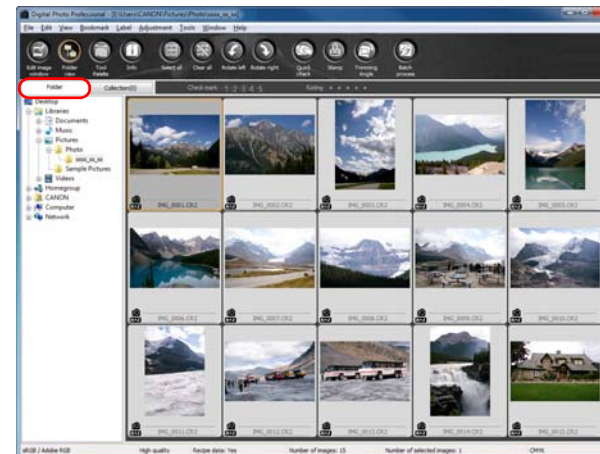 Digital Photo Professional - [E:\Users\CANON\Pictures\Photo\xxxx_xx_xx]
File Edit View Bookmark Label Adjustment Tools Window Help
Edit image window
Folder view
Tool Palette
Info
Select all
Clear all
Rotate left
Rotate right
Quick check
Stamp
Trimming Angle
Batch process
Folder
Collection(0)
Check mark 1 2 3 4 5
Rating
Desktop
Libraries
Documents
Music
Pictures
Photo
xxxx_xx_xx
Sample Pictures
Videos
Homegroup
CANON
Computer
Network
IMG_0001.CR2
IMG_0002.CR2
IMG_0003.CR2
IMG_0004.CR2
IMG_0005.CR2
IMG_0006.CR2
IMG_0007.CR2
IMG_0008.CR2
IMG_0009.CR2
IMG_0010.CR2
IMG_0011.CR2
IMG_0012.CR2
IMG_0013.CR2
IMG_0014.CR2
IMG_0015.CR2
sRGB / Adobe RGB
High quality
Recipe data: Yes
Number of images: 15
Number of selected images: 1
CMYK